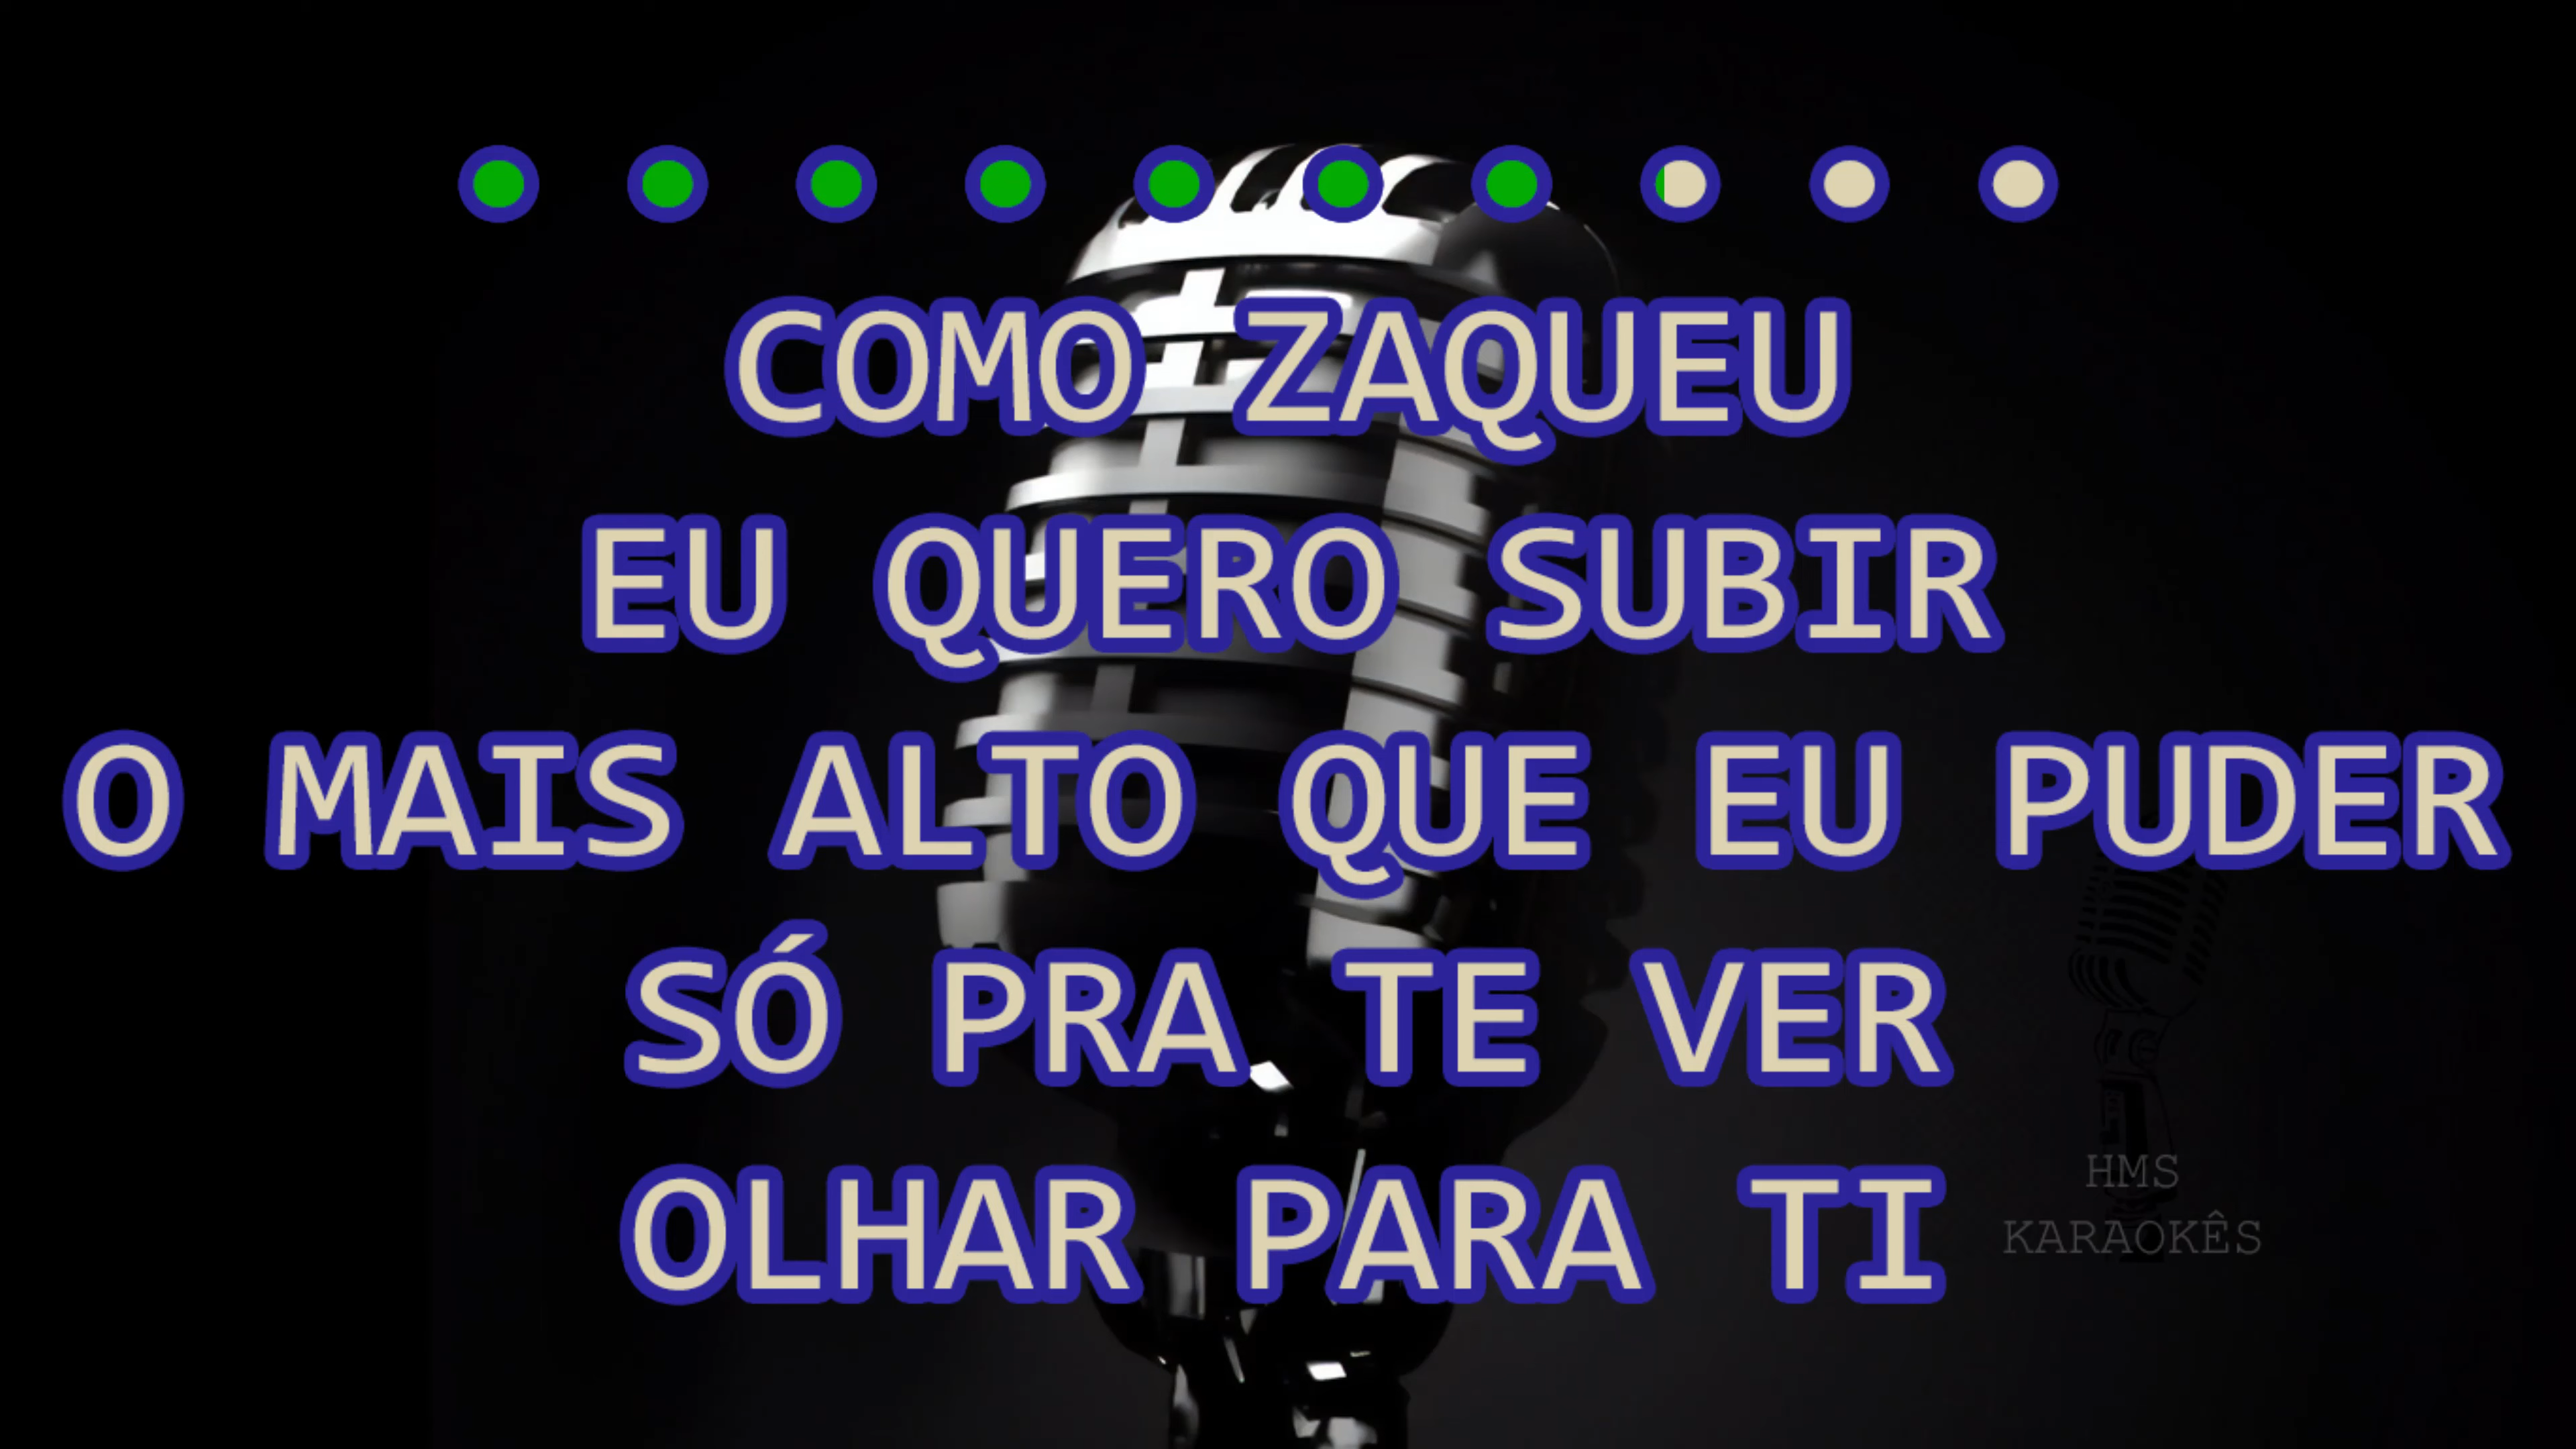 COMO ZAQUEU
EU QUERO SUBIR
O MAIS ALTO QUE EU PUDER
SÓ PRA TE VER
OLHAR PARA TI
HMS
KARAOKÊS